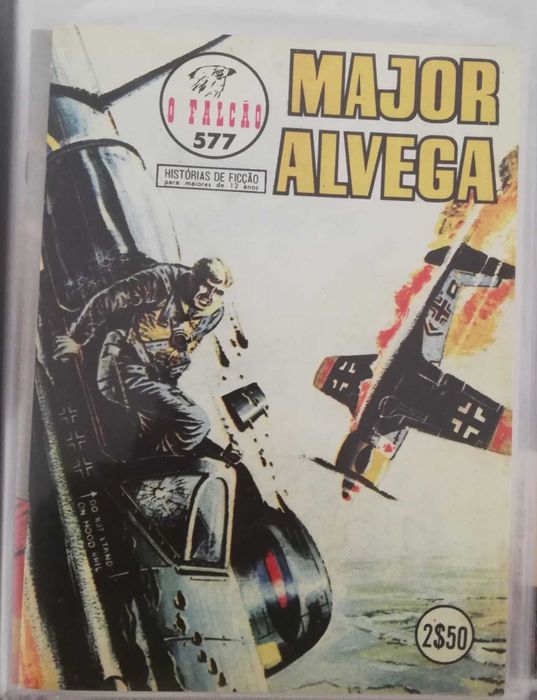 MAJOR
ALVEGA
O FALCÃO
577
HISTÓRIAS DE FICÇÃO
para maiores de 12 anos
DO NOT STAND
ON HOOD
2$50